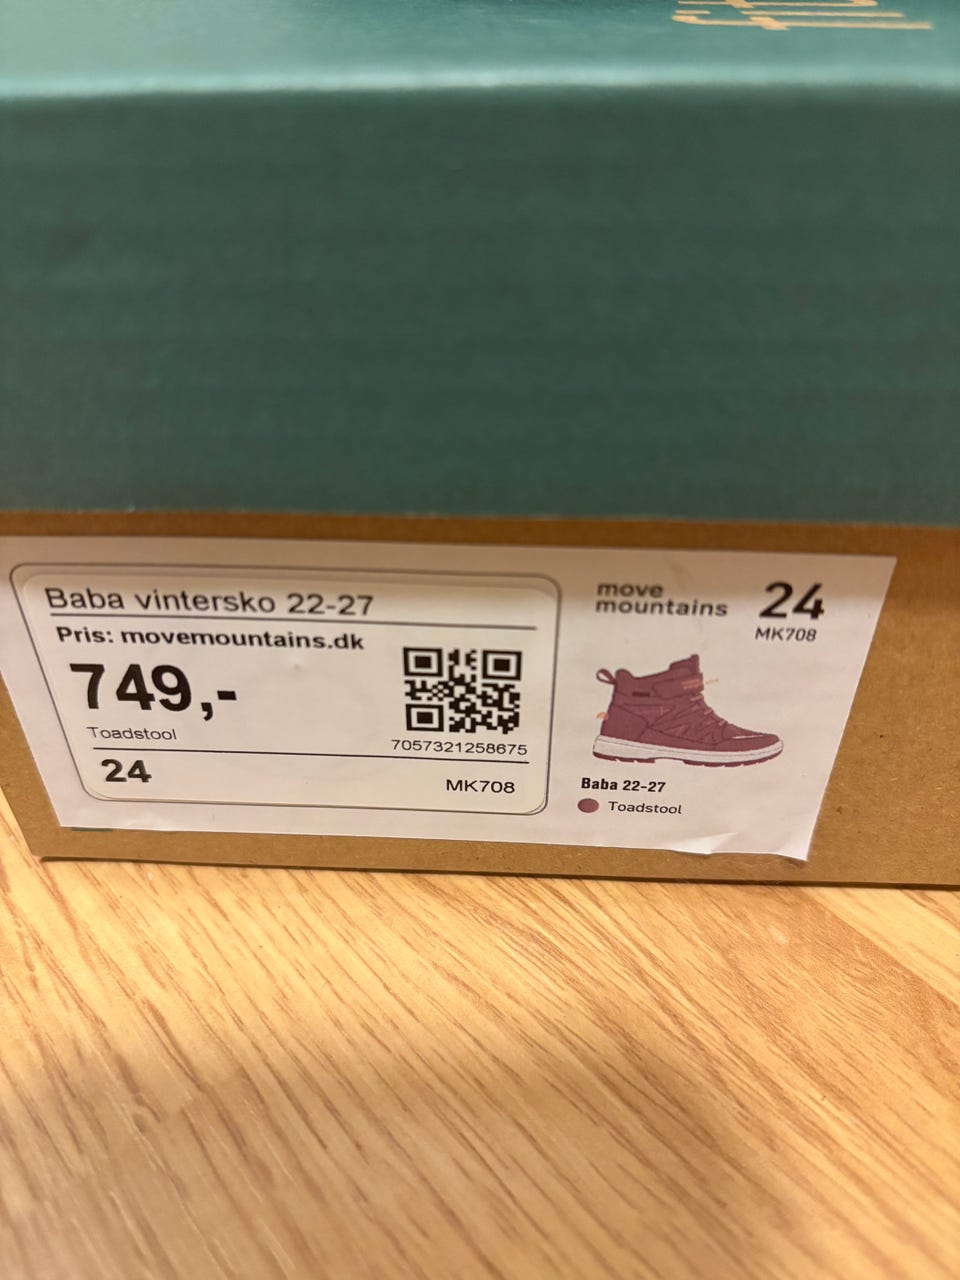 Baba vintersko 22-27
Pris: movemountains.dk
749,-
Toadstool
7057321258675
24
MK708
move
mountains
24
MK708
Baba 22-27
Toadstool